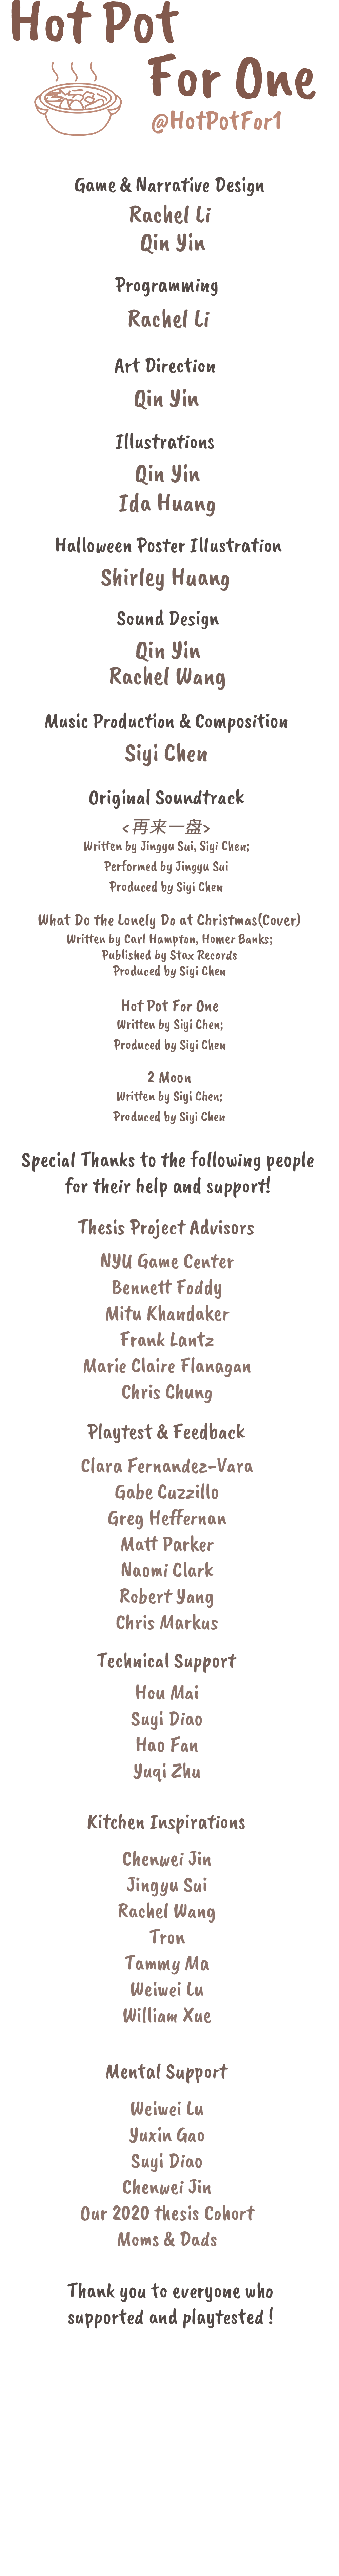 Hot Pot
For One
@HotPotFor1
Game & Narrative Design
Rachel Li
Qin Yin
Programming
Rachel Li
Art Direction
Qin Yin
Illustrations
Qin Yin
Ida Huang
Halloween Poster Illustration
Shirley Huang
Sound Design
Qin Yin
Rachel Wang
Music Production & Composition
Siyi Chen
Original Soundtrack
<再来一盘>
Written by Jingyu Sui, Siyi Chen;
Performed by Jingyu Sui
Produced by Siyi Chen
What Do the Lonely Do at Christmas(Cover)
Written by Carl Hampton, Homer Banks;
Published by Stax Records
Produced by Siyi Chen
Hot Pot For One
Written by Siyi Chen;
Produced by Siyi Chen
2 Moon
Written by Siyi Chen;
Produced by Siyi Chen
Special Thanks to the following people
for their help and support!
Thesis Project Advisors
NYU Game Center
Bennett Foddy
Mitu Khandaker
Frank Lantz
Marie Claire Flanagan
Chris Chung
Playtest & Feedback
Clara Fernandez-Vara
Gabe Cuzzillo
Greg Heffernan
Matt Parker
Naomi Clark
Robert Yang
Chris Markus
Technical Support
Hou Mai
Suyi Diao
Hao Fan
Yuqi Zhu
Kitchen Inspirations
Chenwei Jin
Jingyu Sui
Rachel Wang
Tron
Tammy Ma
Weiwei Lu
William Xue
Mental Support
Weiwei Lu
Yuxin Gao
Suyi Diao
Chenwei Jin
Our 2020 thesis Cohort
Moms & Dads
Thank you to everyone who
supported and playtested !